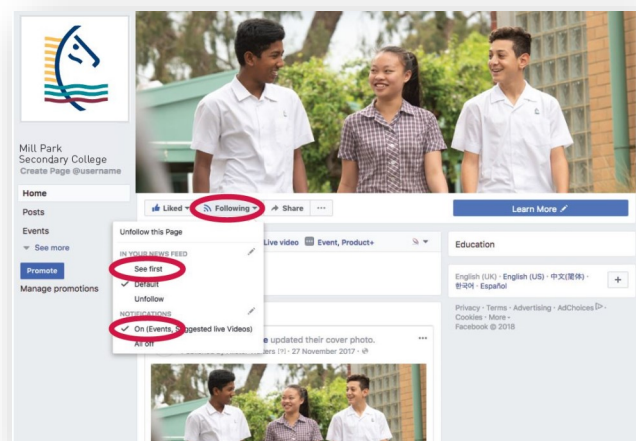 Mill Park
Secondary College
Create Page @username
Home
Posts
Events
See more
Promote
Manage promotions
Liked
Following
Share
...
Learn More
Unfollow this Page
IN YOUR NEWS FEED
See first
Default
Unfollow
NOTIFICATIONS
On (Events, Suggested live Videos)
All off
Live video
Event, Product+
updated their cover photo.
...
[?] · 27 November 2017 ·
Education
English (UK) · English (US) · 中文(简体) ·
한국어 · Español
+
Privacy · Terms · Advertising · AdChoices ·
Cookies · More
Facebook © 2018